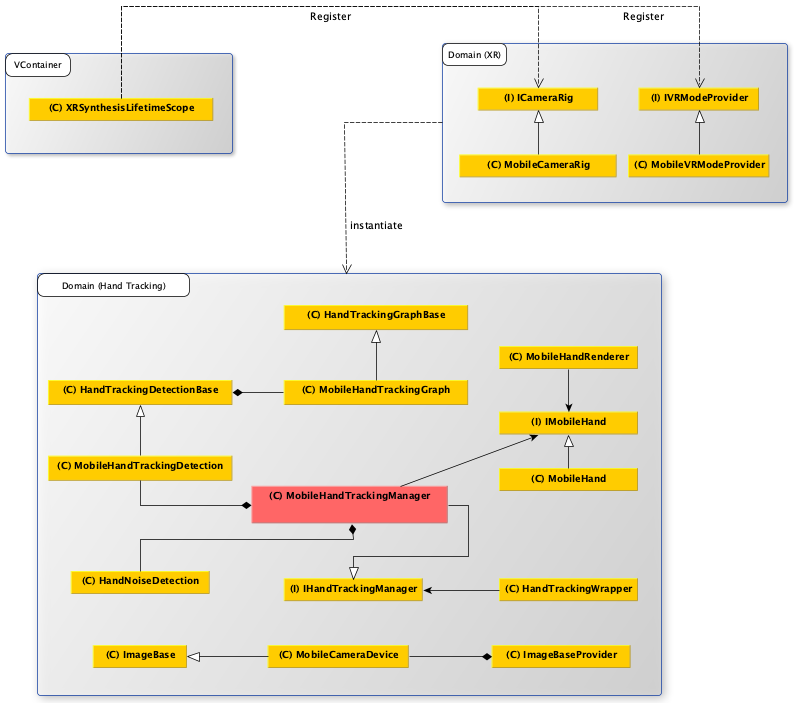 Register
Register
VContainer
(C) XRSynthesisLifetimeScope
Domain (XR)
(I) ICameraRig
(I) IVRModeProvider
(C) MobileCameraRig
(C) MobileVRModeProvider
instantiate
Domain (Hand Tracking)
(C) HandTrackingGraphBase
(C) MobileHandRenderer
(C) HandTrackingDetectionBase
(C) MobileHandTrackingGraph
(I) IMobileHand
(C) MobileHandTrackingDetection
(C) MobileHand
(C) MobileHandTrackingManager
(C) HandNoiseDetection
(I) IHandTrackingManager
(C) HandTrackingWrapper
(C) ImageBase
(C) MobileCameraDevice
(C) ImageBaseProvider